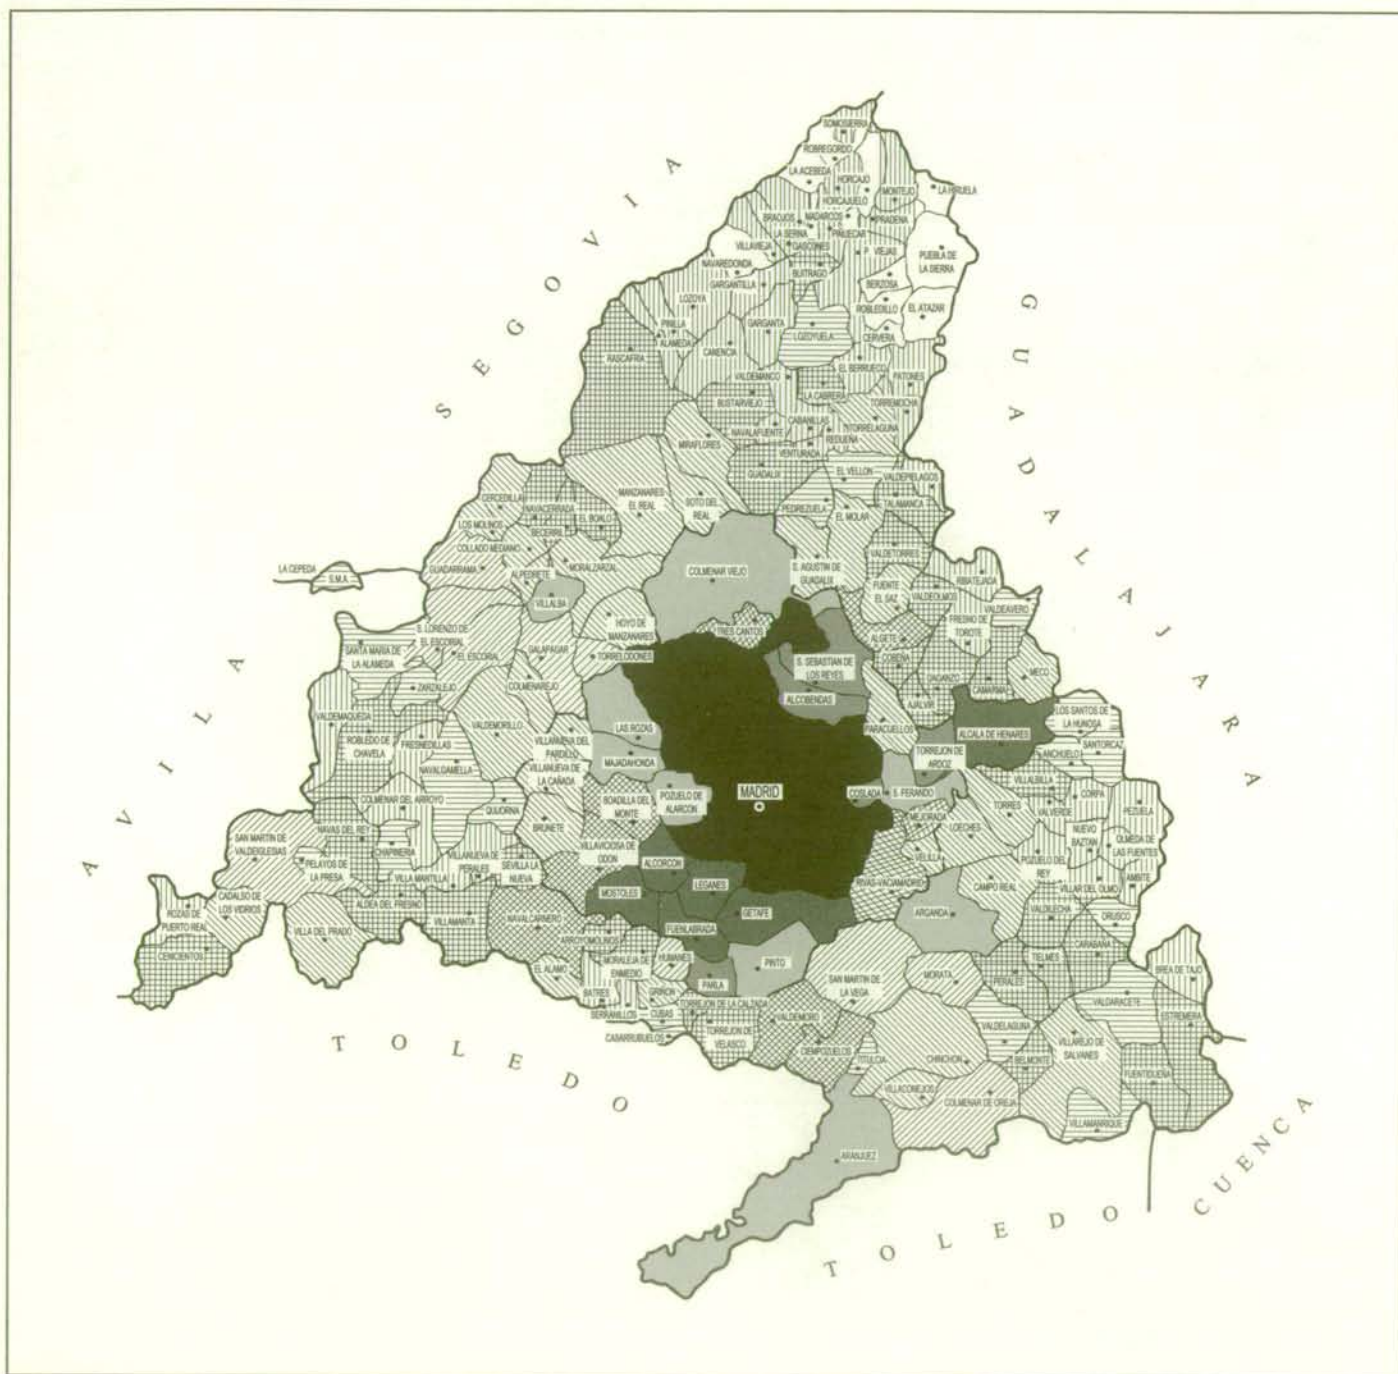 SOMOSIERRA
ROBREGORDO
LA ACEBEDA
HORCAJO
HORCAJUELO
MONTEJO
LA HIRUELA
BRAOJOS
MADARCOS
PRADENA
LA SERNA
PIÑUECAR
VILLAVIEJA
GASCONES
P. VIEJAS
PUEBLA DE
LA SIERRA
NAVAREDONDA
BUITRAGO
BERZOSA
GARGANTILLA
LOZOYA
ROBLEDILLO
EL ATAZAR
PINILLA
GARGANTA
LOZOYUELA
CERVERA
ALAMEDA
CANENCIA
RASCAFRIA
EL BERRUECO
VALDEMANCO
PATONES
LA CABRERA
BUSTARVIEJO
TORREMOCHA
CABANILLAS
TORRELAGUNA
NAVALAFUENTE
REDUEÑA
MIRAFLORES
VENTURADA
GUADALIX
EL VELLON
VALDEPIELAGOS
TALAMANCA
MANZANARES
EL REAL
SOTO DEL
REAL
PEDREZUELA
EL MOLAR
CERCEDILLA
NAVACERRADA
EL BOALO
LOS MOLINOS
BECERRIL
COLLADO MEDIANO
VALDETORRES
GUADARRAMA
ALPEDRETE
MORALZARZAL
COLMENAR VIEJO
S. AGUSTIN DE
GUADALIX
LA CEPEDA
S.M.A.
FUENTE
EL SAZ
VALDEOLMOS
RIBATEJADA
VILLALBA
VALDEAVERO
FRESNO DE
TOROTE
HOYO DE
MANZANARES
TRES CANTOS
ALGETE
S. LORENZO DE
EL ESCORIAL
EL ESCORIAL
GALAPAGAR
TORRELODONES
COBEÑA
SANTA MARIA DE
LA ALAMEDA
S. SEBASTIAN DE
LOS REYES
DAGANZO
MECO
CAMARMA
ZARZALEJO
COLMENAREJO
ALCOBENDAS
AJALVIR
VALDEMAQUEDA
VALDEMORILLO
LAS ROZAS
PARACUELLOS
ALCALA DE HENARES
LOS SANTOS DE
LA HUMOSA
ROBLEDO DE
CHAVELA
FRESNEDILLAS
VILLANUEVA DEL
PARDILLO
TORREJON DE
ARDOZ
ANCHUELO
SANTORCAZ
NAVALGAMELLA
VILLANUEVA DE
LA CAÑADA
MAJADAHONDA
VILLALBILLA
MADRID
COSLADA
S. FERANDO
CORPA
PEZUELA
COLMENAR DEL ARROYO
QUIJORNA
BOADILLA DEL
MONTE
POZUELO DE
ALARCON
TORRES
VALVERDE
MEJORADA
LOECHES
NUEVO
BAZTAN
OLMEDA DE
LAS FUENTES
BRUNETE
NAVAS DEL REY
SAN MARTIN DE
VALDEIGLESIAS
CHAPINERIA
VILLAVICIOSA DE
ODON
VELILLA
POZUELO DEL
REY
PELAYOS DE
LA PRESA
VILLANUEVA DE
PERALES
SEVILLA LA
NUEVA
ALCORCON
AMBITE
VILLA MANTILLA
MOSTOLES
LEGANES
RIVAS-VACIAMADRID
CAMPO REAL
VILLAR DEL OLMO
CADALSO DE
LOS VIDRIOS
ALDEA DEL FRESNO
ROZAS DE
PUERTO REAL
VILLAMANTA
NAVALCARNERO
GETAFE
ARGANDA
VALDILECHA
ORUSCO
VILLA DEL PRADO
FUENLABRADA
ARROYOMOLINOS
CARABAÑA
CENICIENTOS
MORALEJA DE
ENMEDIO
HUMANES
PINTO
TIELMES
EL ALAMO
SAN MARTIN DE
LA VEGA
MORATA
PERALES
BREA DE TAJO
PARLA
BATRES
GRIÑON
TORREJON DE LA CALZADA
VALDARACETE
SERRANILLOS
CUBAS
VALDEMORO
ESTREMERA
CASARRUBUELOS
TORREJON DE
VELASCO
VALDELAGUNA
VILLAREJO DE
SALVANES
CIEMPOZUELOS
TITULCIA
CHINCHON
BELMONTE
FUENTIDUEÑA
VILLACONEJOS
COLMENAR DE OREJA
VILLAMANRIQUE
ARANJUEZ
SEGOVIA
GUADALAJARA
AVILA
TOLEDO
TOLEDO
CUENCA